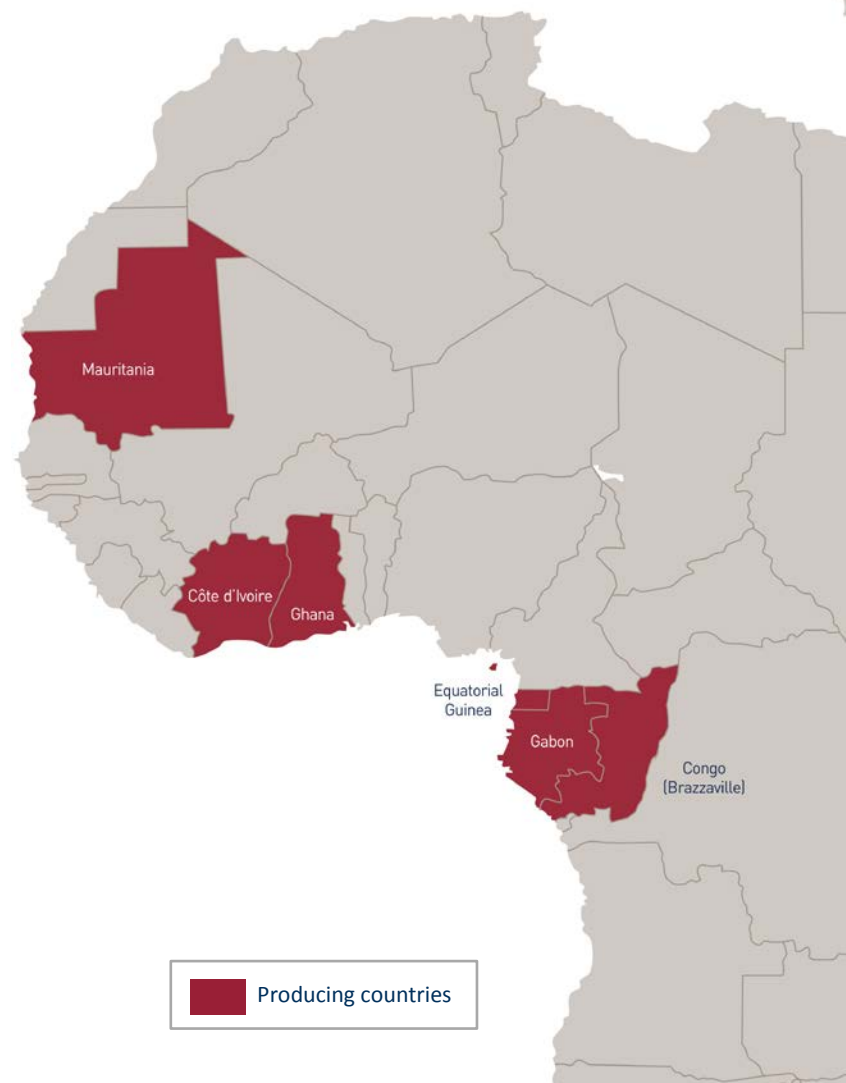 Mauritania
Côte d'Ivoire
Ghana
Equatorial
Guinea
Gabon
Congo
(Brazzaville)
Producing countries